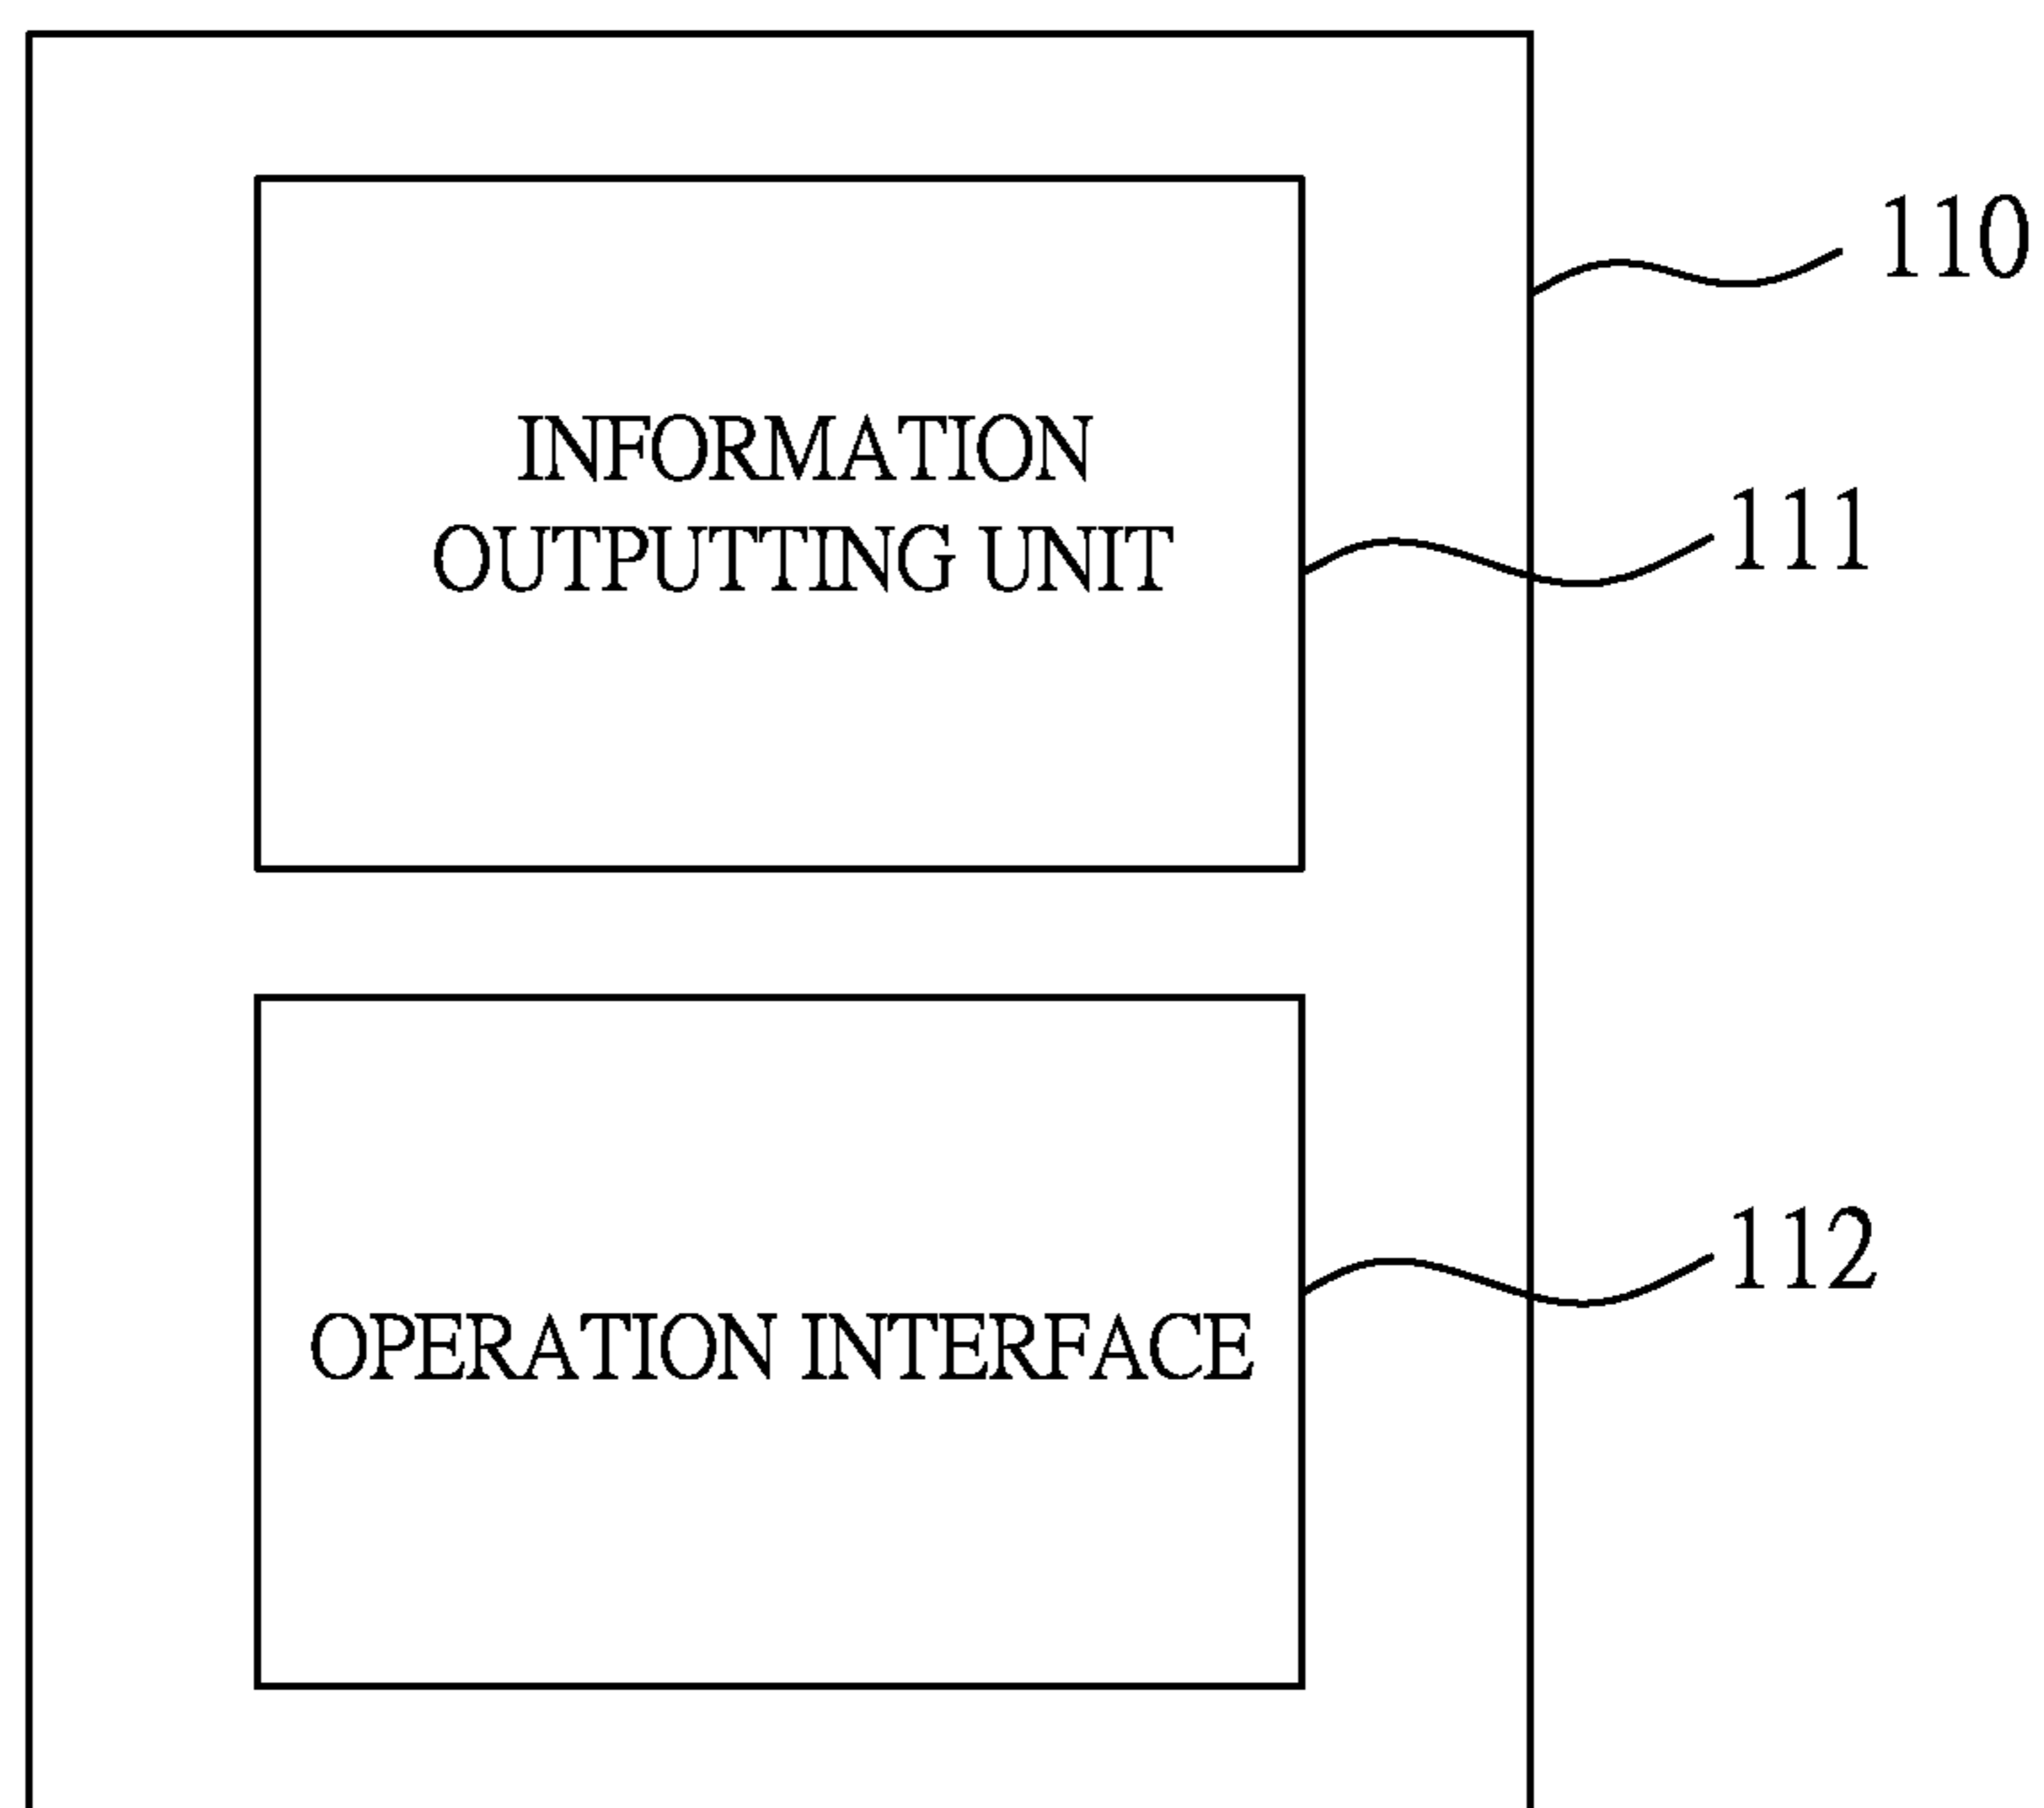 110
INFORMATION
OUTPUTTING UNIT
111
112
OPERATION INTERFACE